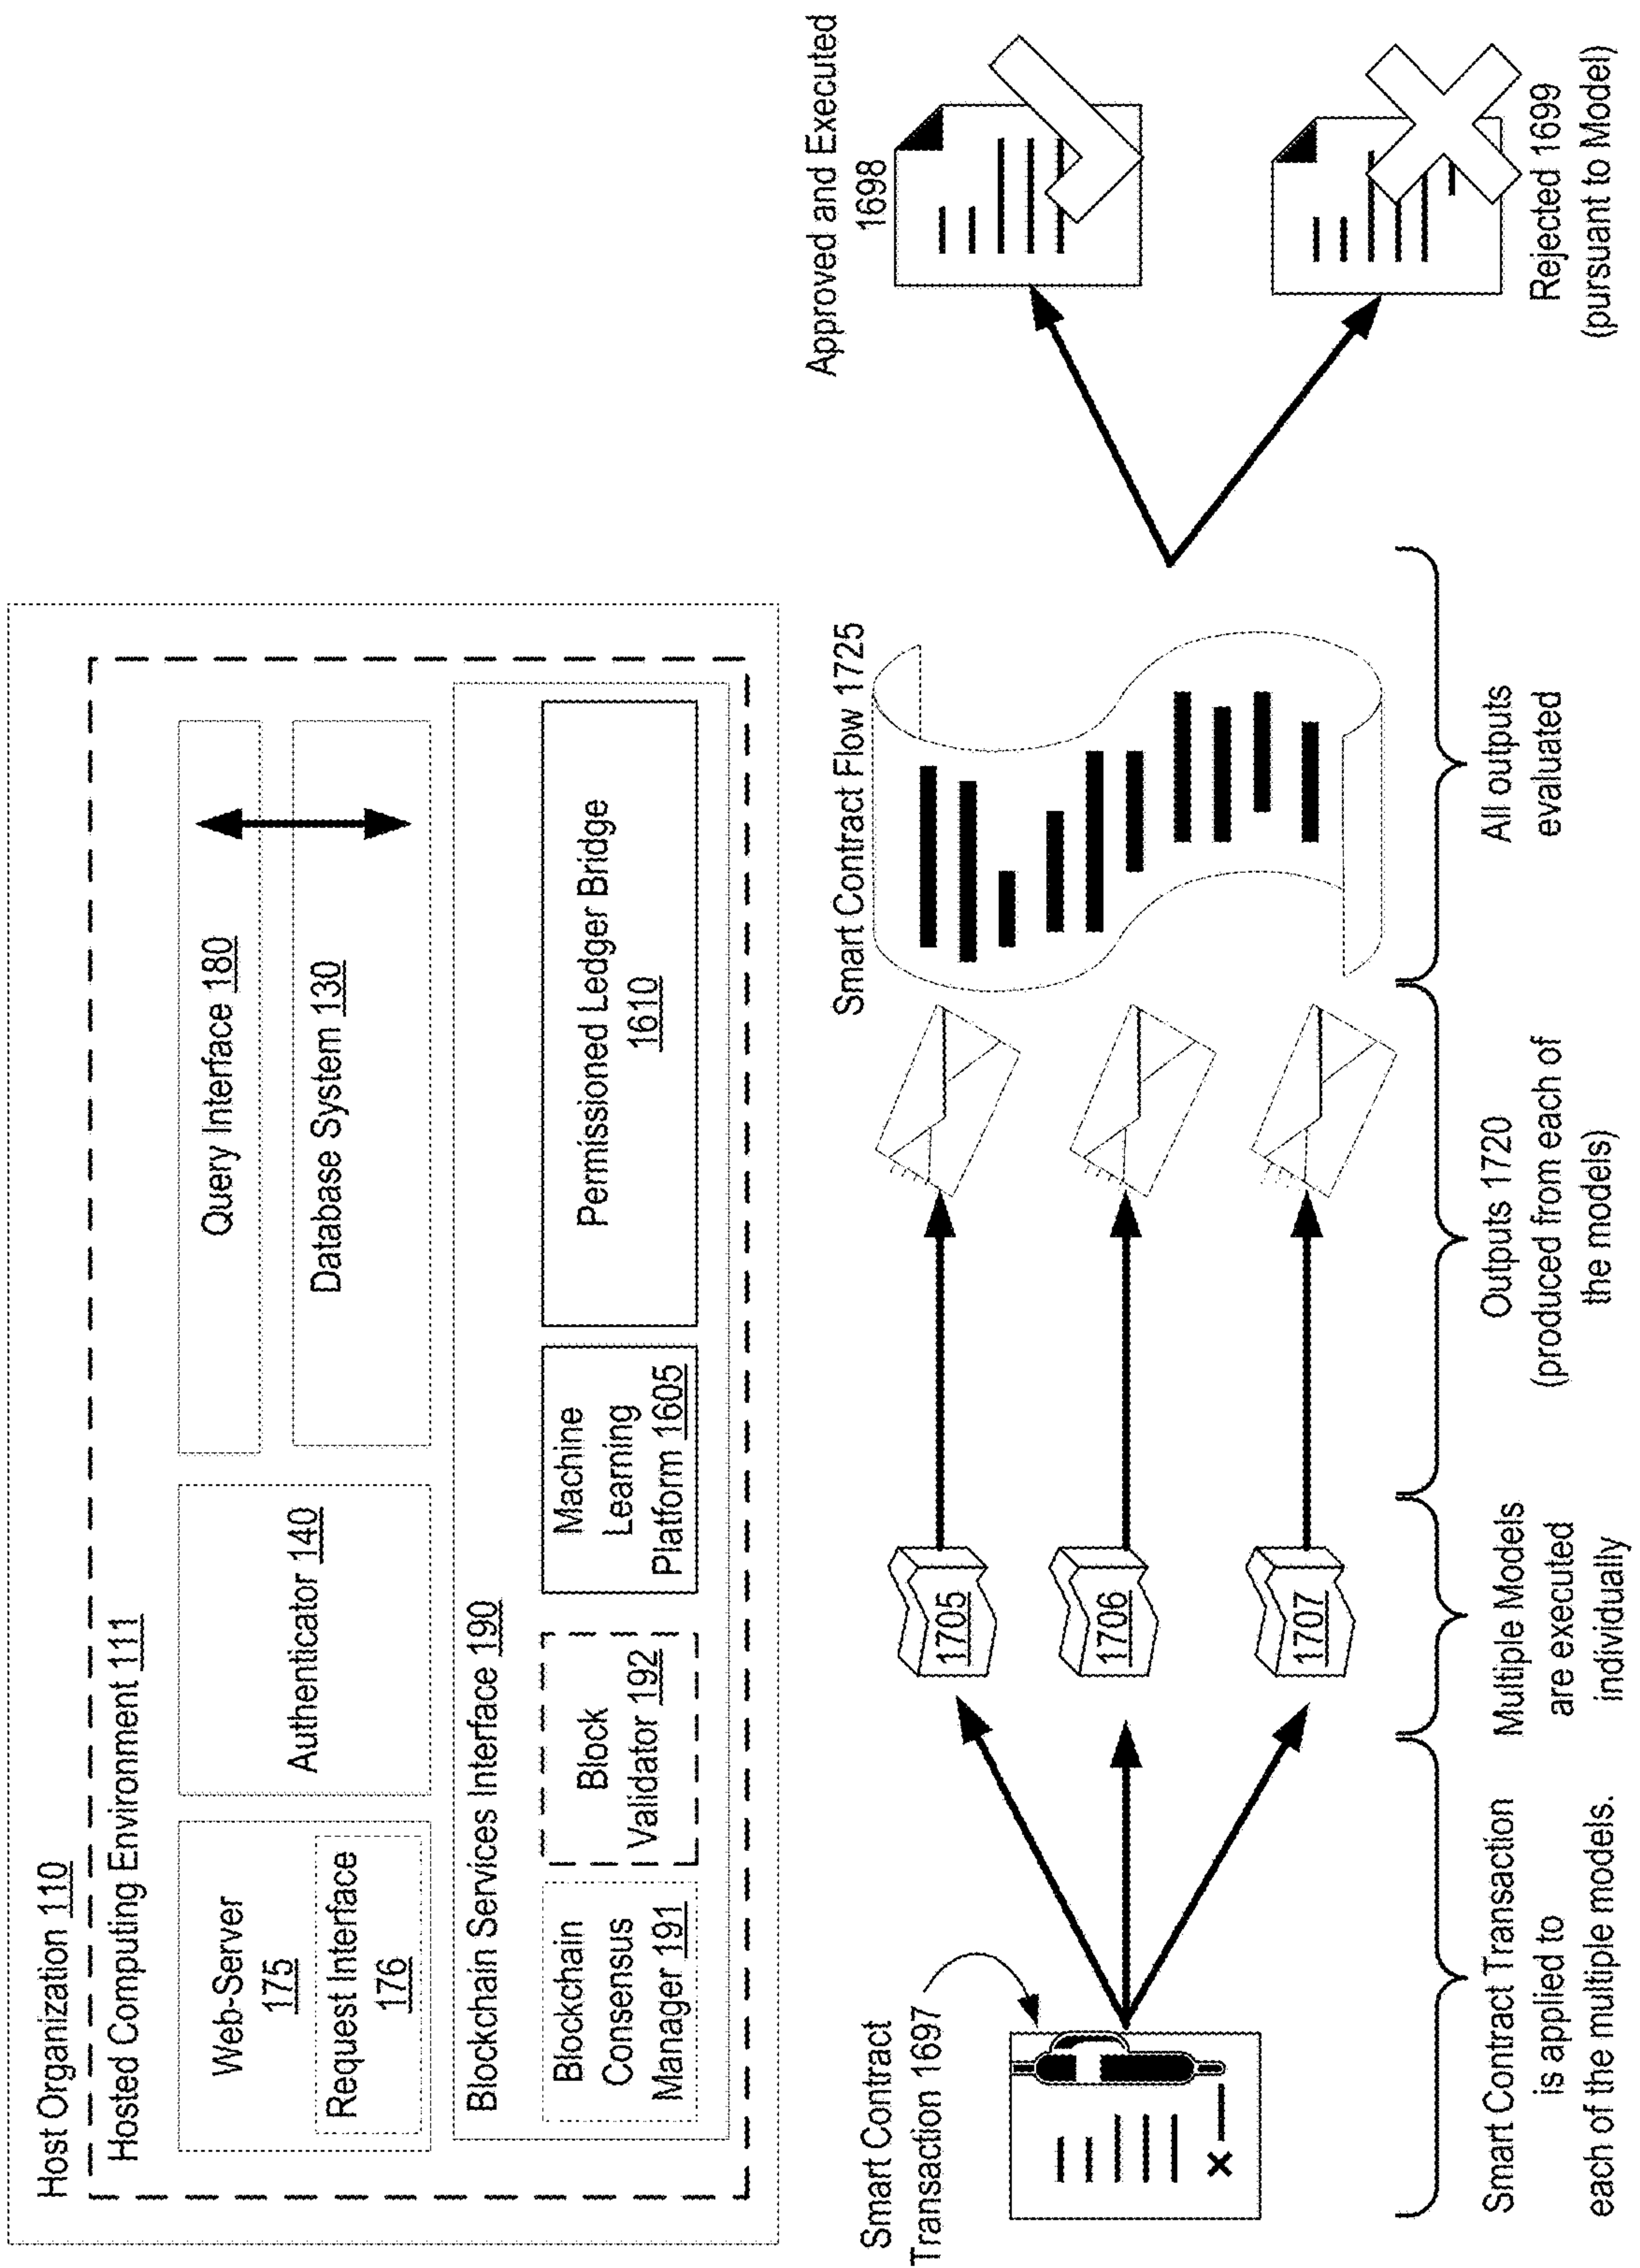 Host Organization 110
Hosted Computing Environment 111
Web-Server
175
Request Interface
176
Authenticator 140
Query Interface 180
Database System 130
Blockchain Services Interface 190
Blockchain
Consensus
Manager 191
Block
Validator 192
Machine
Learning
Platform 1605
Permissioned Ledger Bridge
1610
Smart Contract
Transaction 1697
x
1705
1706
1707
Smart Contract Flow 1725
Approved and Executed
1698
Rejected 1699
(pursuant to Model)
Smart Contract Transaction
is applied to
each of the multiple models.
Multiple Models
are executed
individually
Outputs 1720
(produced from each of
the models)
All outputs
evaluated